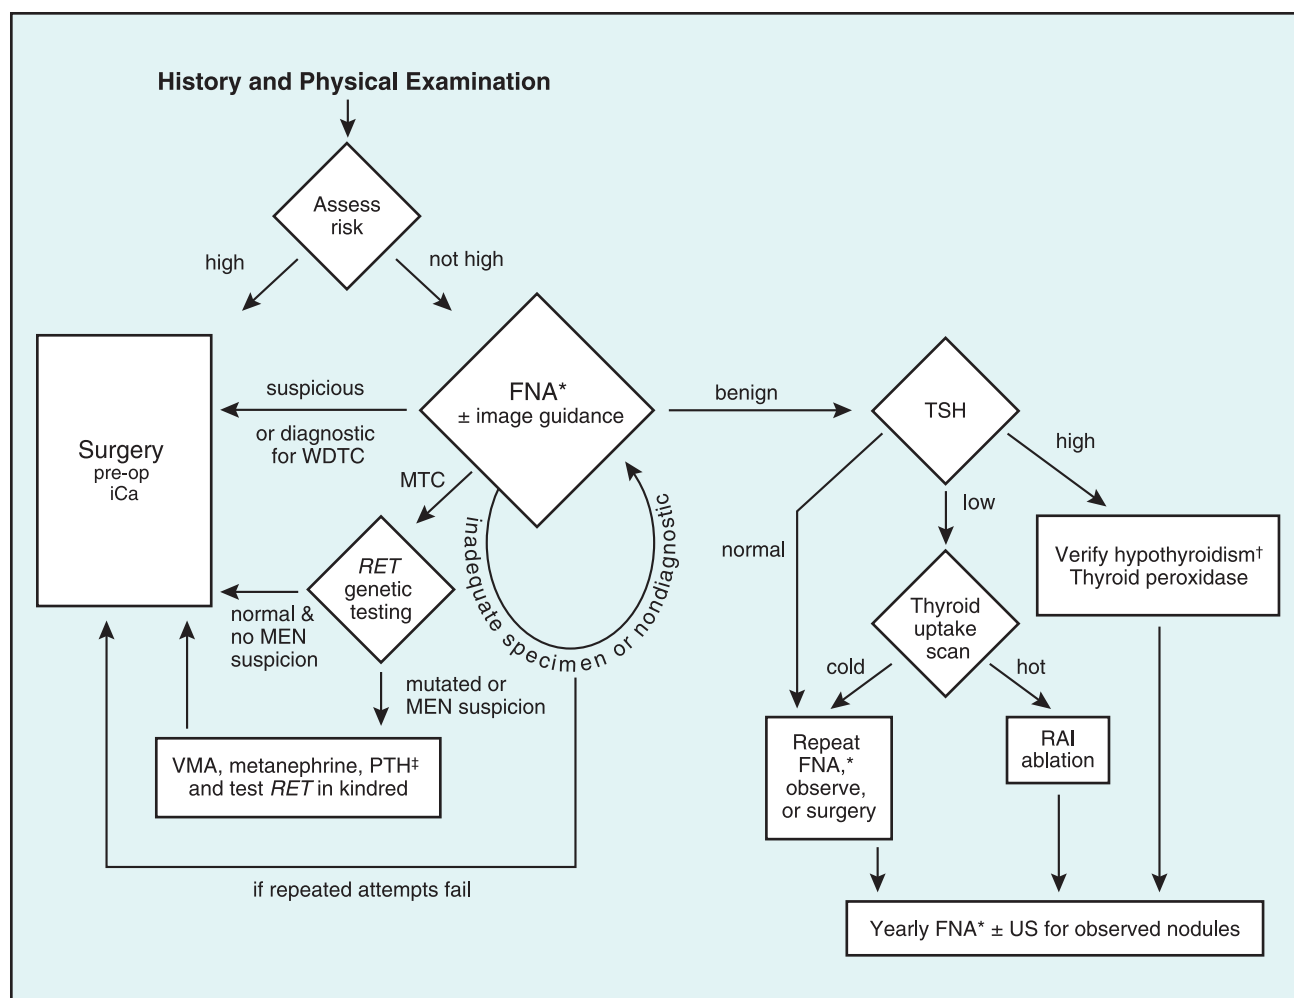 History and Physical Examination
Assess
risk
high
not high
FNA*
± image guidance
suspicious
or diagnostic
for WDTC
benign
TSH
Surgery
pre-op
iCa
MTC
high
low
normal
RET
genetic
testing
inadequate specimen or nondiagnostic
Verify hypothyroidism†
Thyroid peroxidase
normal &
no MEN
suspicion
Thyroid
uptake
scan
cold
hot
mutated or
MEN suspicion
VMA, metanephrine, PTH‡
and test RET in kindred
Repeat
FNA,*
observe,
or surgery
RAI
ablation
if repeated attempts fail
Yearly FNA* ± US for observed nodules